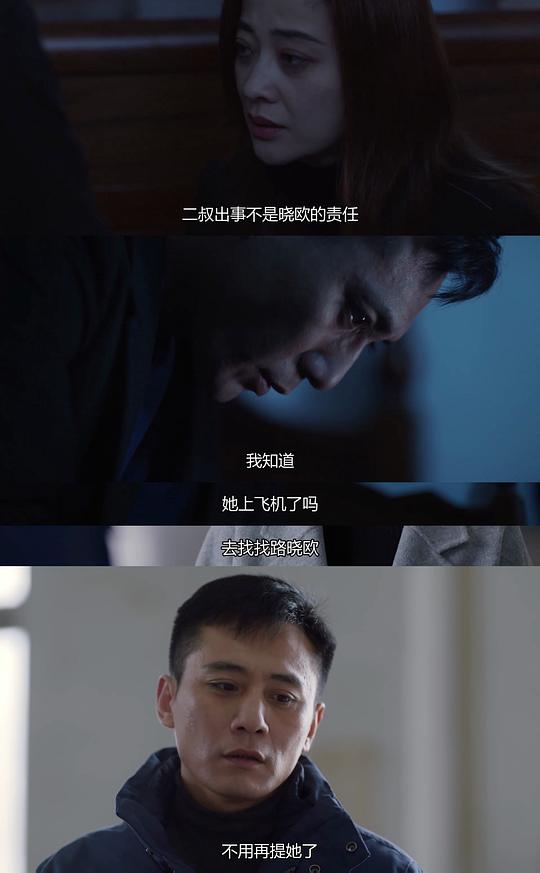 二叔出事不是晓欧的责任
我知道
她上飞机了吗
去找找路晓欧
不用再提她了